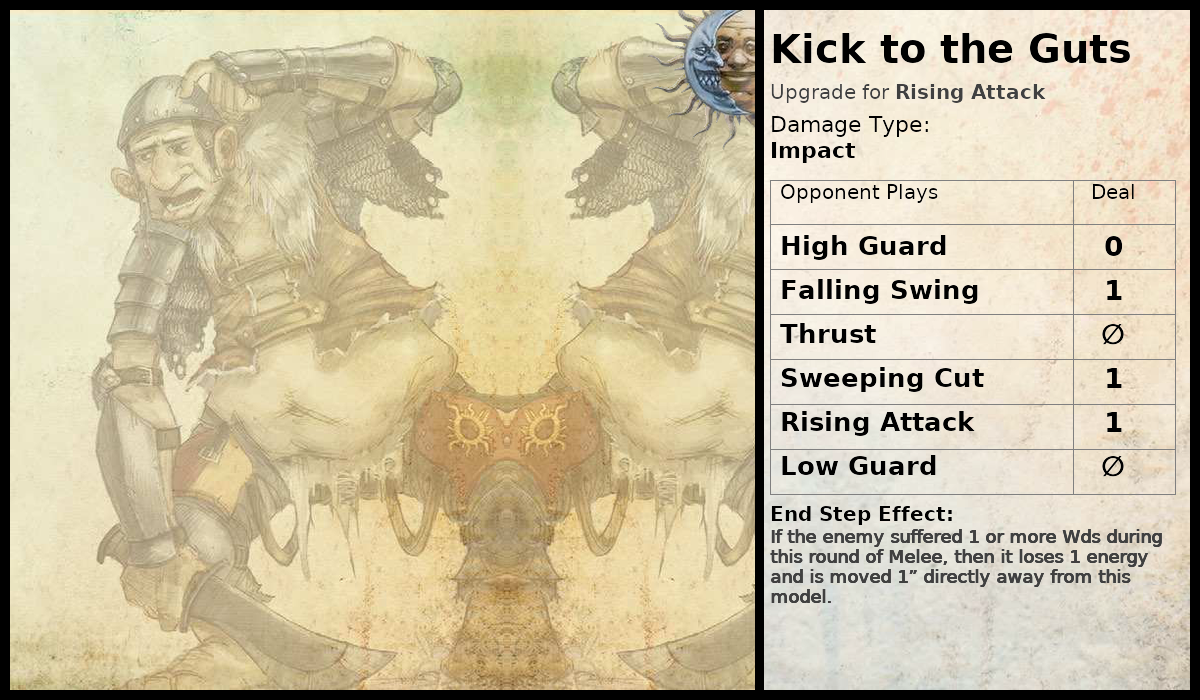 Kick to the Guts
Upgrade for Rising Attack
Damage Type:
Impact
Opponent Plays Deal
High Guard 0
Falling Swing 1
Thrust ∅
Sweeping Cut 1
Rising Attack 1
Low Guard ∅
End Step Effect:
If the enemy suffered 1 or more Wds during
this round of Melee, then it loses 1 energy
and is moved 1” directly away from this
model.